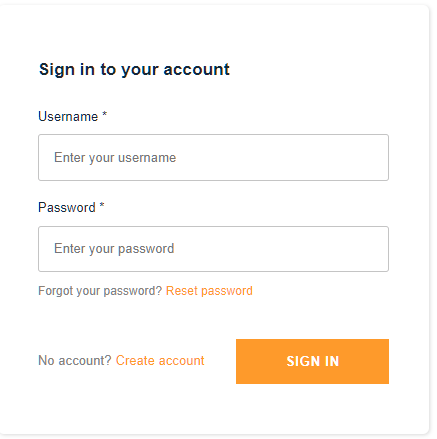 Sign in to your account
Username *
Enter your username
Password *
Enter your password
Forgot your password? Reset password
No account? Create account
SIGN IN